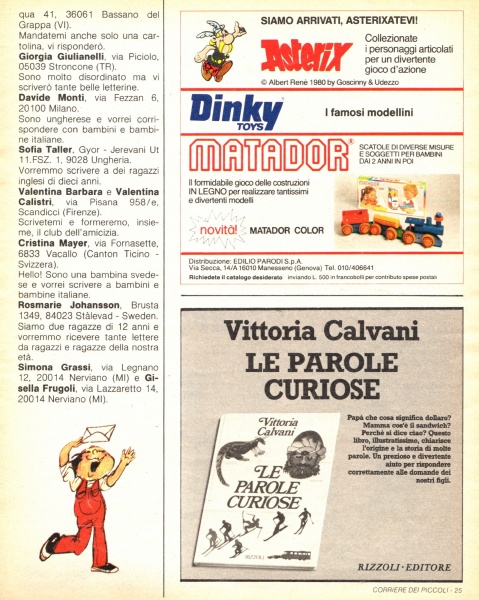 qua 41, 36061 Bassano del
Grappa (VI).
Mandatemi anche solo una car-
tolina, vi risponderò.
Giorgia Giulianelli, via Piciolo,
05039 Stroncone (TR).
Sono molto disordinato ma vi
scriverò tante belle letterine.
Davide Monti, via Fezzan 6,
20100 Milano.
Sono ungherese e vorrei corri-
spondere con bambini e bambi-
ne italiane.
Sofia Taller, Gyor - Jerevani Ut
11.FSZ. 1, 9028 Ungheria.
Vorremmo scrivere a dei ragazzi
inglesi di dieci anni.
Valentina Barbara e Valentina
Calistri, via Pisana 958/e,
Scandicci (Firenze).
Scrivetemi e formeremo, insie-
me, il club dell'amicizia.
Cristina Mayer, via Fornasette,
6833 Vacallo (Canton Ticino -
Svizzera).
Hello! Sono una bambina svede-
se e vorrei scrivere a bambini e
bambine italiane.
Rosmarie Johansson, Brusta
1349, 84023 Stålevad - Sweden.
Siamo due ragazze di 12 anni e
vorremmo ricevere tante lettere
da ragazzi e ragazze della nostra
età.
Simona Grassi, via Legnano
12, 20014 Nerviano (MI) e Gi-
sella Frugoli, via Lazzaretto 14,
20014 Nerviano (MI).
SIAMO ARRIVATI, ASTERIXATEVI!
Asterix
Collezionate
i personaggi articolati
per un divertente
gioco d'azione
© Albert René 1980 by Goscinny & Uderzo
Dinky
TOYS
I famosi modellini
MATADOR®
SCATOLE DI DIVERSE MISURE
E SOGGETTI PER BAMBINI
DAI 2 ANNI IN POI
Il formidabile gioco delle costruzioni
IN LEGNO per realizzare tantissimi
e divertenti modelli
novità!
MATADOR COLOR
Distribuzione: EDILIO PARODI S.p.A.
Via Secca, 14/A 16010 Manesseno (Genova) Tel. 010/406641
Richiedete il catalogo desiderato inviando L. 500 in francobolli per contributo spese postali
Vittoria Calvani
LE PAROLE
CURIOSE
Papà che cosa significa dollaro?
Mamma cos'è il sandwich?
Perché si dice ciao? Questo
libro, illustratissimo, chiarisce
l'origine e la storia di molte
parole. Un prezioso e divertente
aiuto per rispondere
correttamente alle domande dei
nostri figli.
Vittoria
Calvani
LE
PAROLE
CURIOSE
RIZZOLI
RIZZOLI • EDITORE
CORRIERE DEI PICCOLI - 25